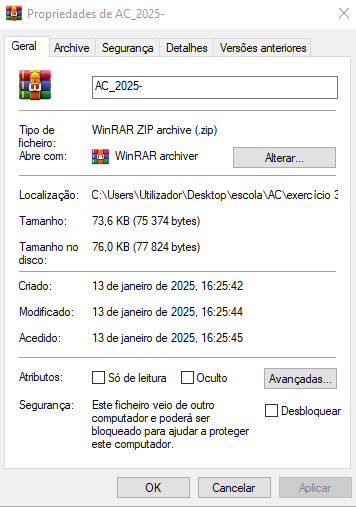 Propriedades de AC_2025-
Geral Archive Segurança Detalhes Versões anteriores
AC_2025-
Tipo de ficheiro: WinRAR ZIP archive (.zip)
Abre com: WinRAR archiver Alterar...
Localização: C:\Users\Utilizador\Desktop\escola\AC\exercício 3
Tamanho: 73,6 KB (75 374 bytes)
Tamanho no disco: 76,0 KB (77 824 bytes)
Criado: 13 de janeiro de 2025, 16:25:42
Modificado: 13 de janeiro de 2025, 16:25:44
Acedido: 13 de janeiro de 2025, 16:25:45
Atributos: Só de leitura Oculto Avançadas...
Segurança: Este ficheiro veio de outro
computador e poderá ser
bloqueado para ajudar a proteger
este computador.
Desbloquear
OK Cancelar Aplicar